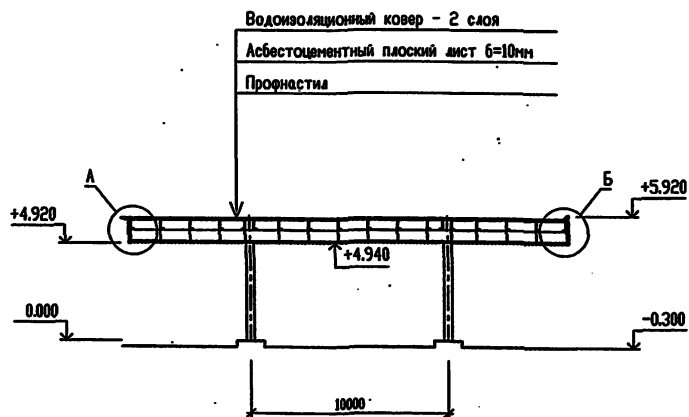 Водоизоляционный ковер - 2 слоя
Асбестоцементный плоский лист б=10мм
Профнастил
А
Б
+4.920
+5.920
+4.940
0.000
-0.300
10000